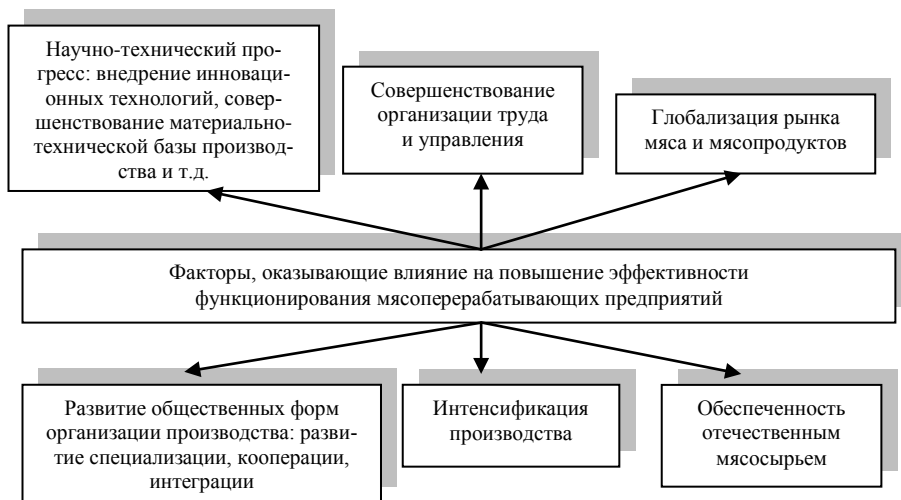 Научно-технический про-
гресс: внедрение инноваци-
онных технологий, совер-
шенствование материально-
технической базы производ-
ства и т.д.
Совершенствование
организации труда
и управления
Глобализация рынка
мяса и мясопродуктов
Факторы, оказывающие влияние на повышение эффективности
функционирования мясоперерабатывающих предприятий
Развитие общественных форм
организации производства: разви-
тие специализации, кооперации,
интеграции
Интенсификация
производства
Обеспеченность
отечественным
мясосырьем